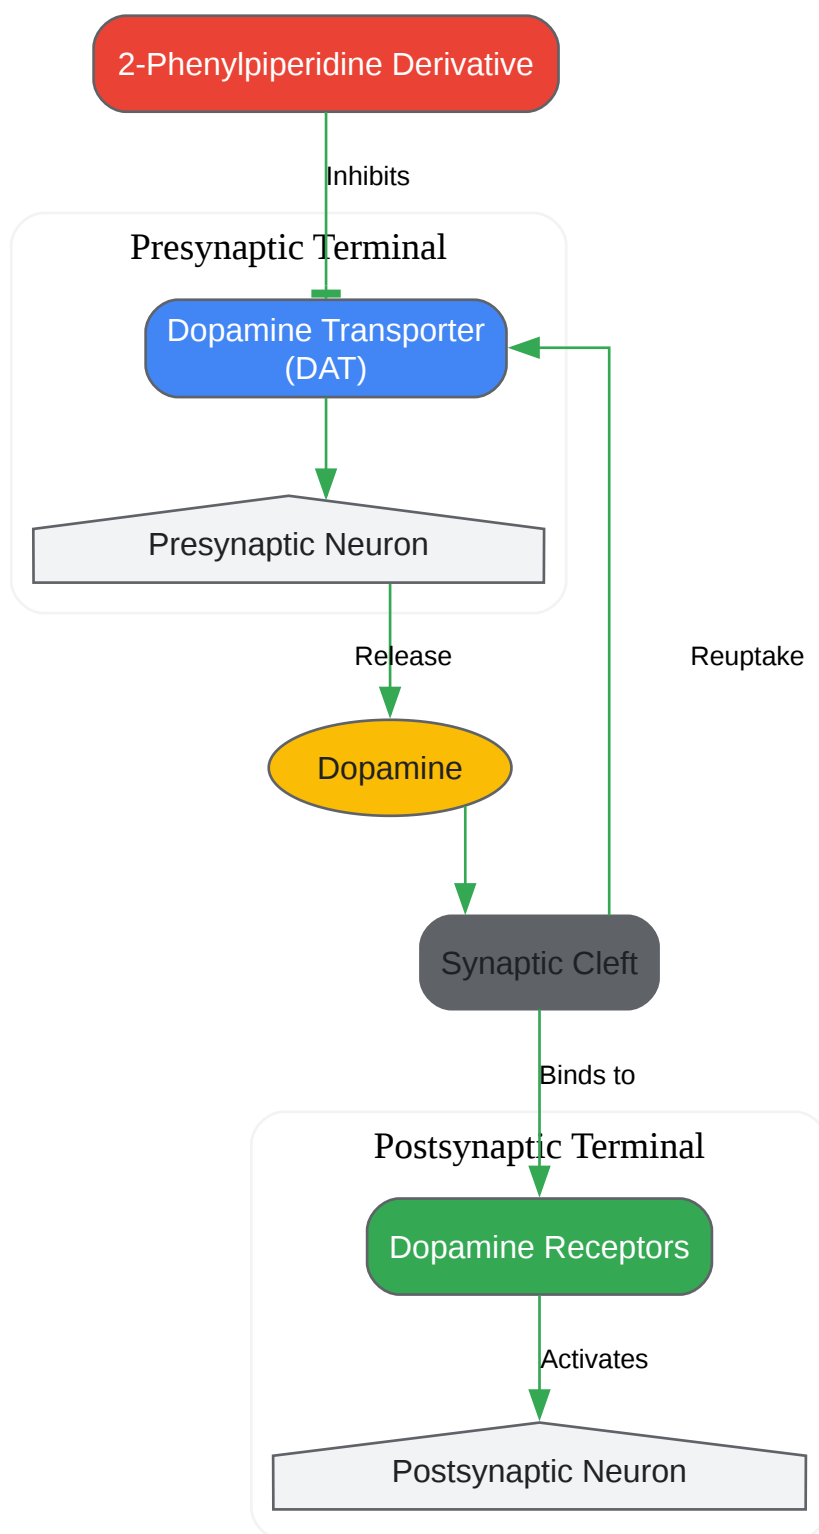 2-Phenylpiperidine Derivative
Inhibits
Presynaptic Terminal
Dopamine Transporter
(DAT)
Presynaptic Neuron
Release
Reuptake
Dopamine
Synaptic Cleft
Binds to
Postsynaptic Terminal
Dopamine Receptors
Activates
Postsynaptic Neuron